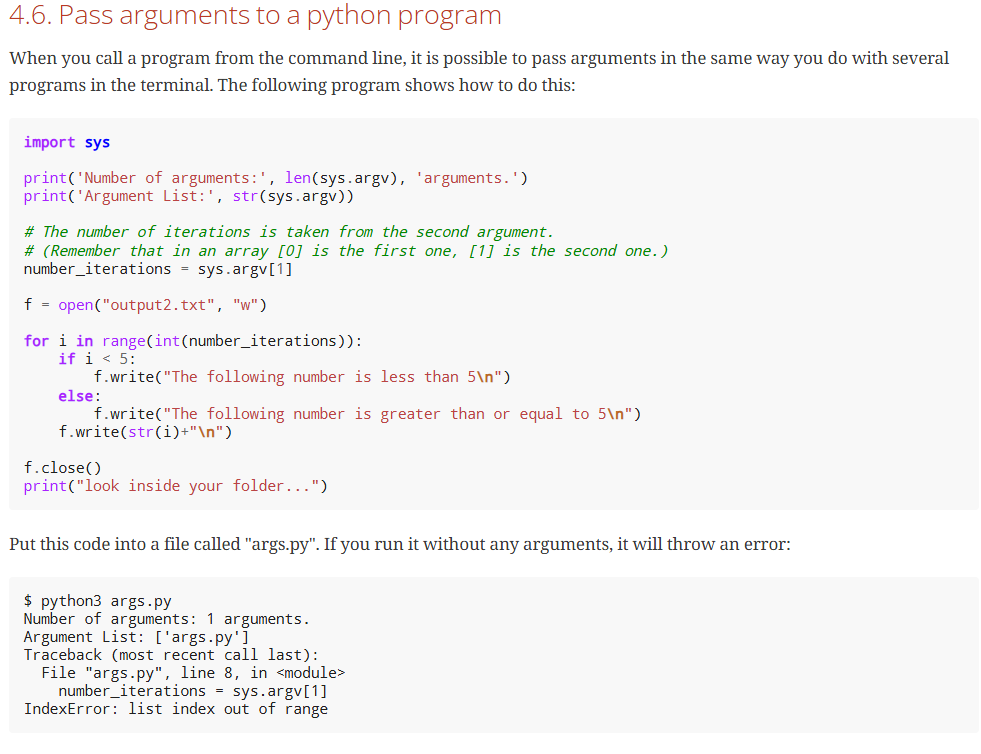 4.6. Pass arguments to a python program
When you call a program from the command line, it is possible to pass arguments in the same way you do with several
programs in the terminal. The following program shows how to do this:
import sys
print('Number of arguments:', len(sys.argv), 'arguments.')
print('Argument List:', str(sys.argv))
# The number of iterations is taken from the second argument.
# (Remember that in an array [0] is the first one, [1] is the second one.)
number_iterations = sys.argv[1]
f = open("output2.txt", "w")
for i in range(int(number_iterations)):
    if i < 5:
        f.write("The following number is less than 5\n")
    else:
        f.write("The following number is greater than or equal to 5\n")
    f.write(str(i)+"\n")
f.close()
print("look inside your folder...")
Put this code into a file called "args.py". If you run it without any arguments, it will throw an error:
$ python3 args.py
Number of arguments: 1 arguments.
Argument List: ['args.py']
Traceback (most recent call last):
  File "args.py", line 8, in <module>
    number_iterations = sys.argv[1]
IndexError: list index out of range